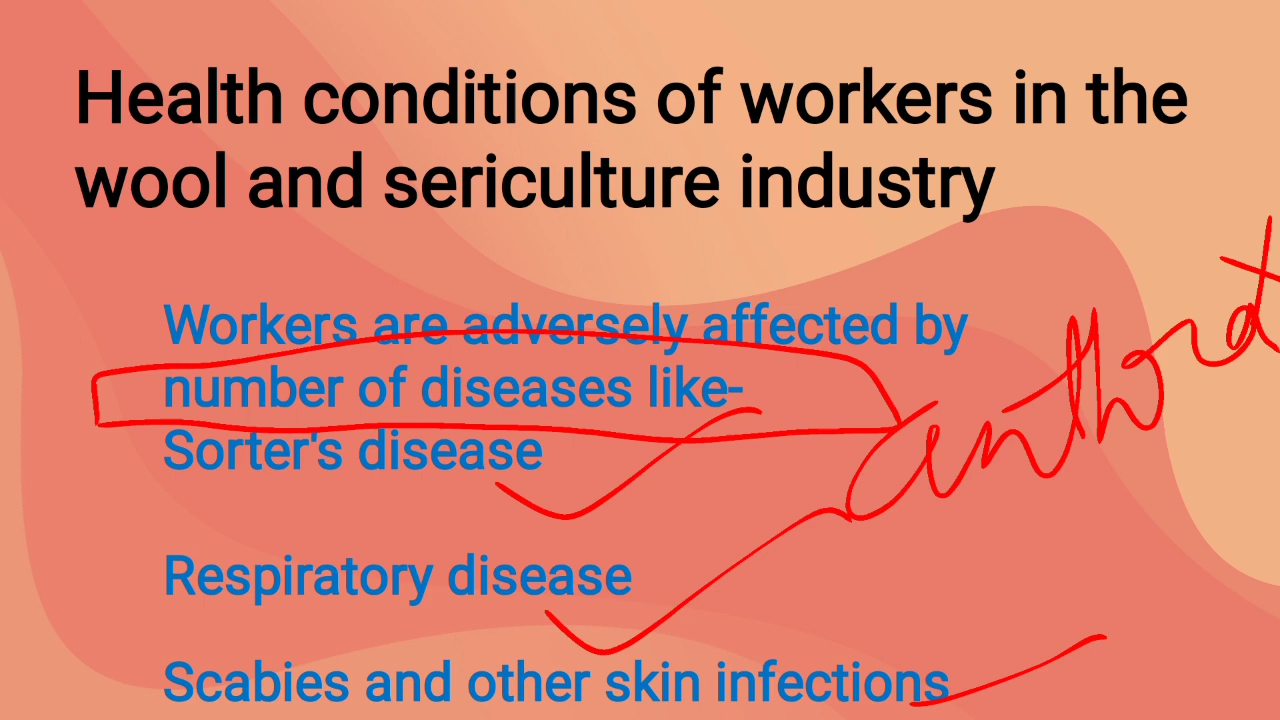 Health conditions of workers in the
wool and sericulture industry
Workers are adversely affected by
number of diseases like-
Sorter's disease
Respiratory disease
Scabies and other skin infections